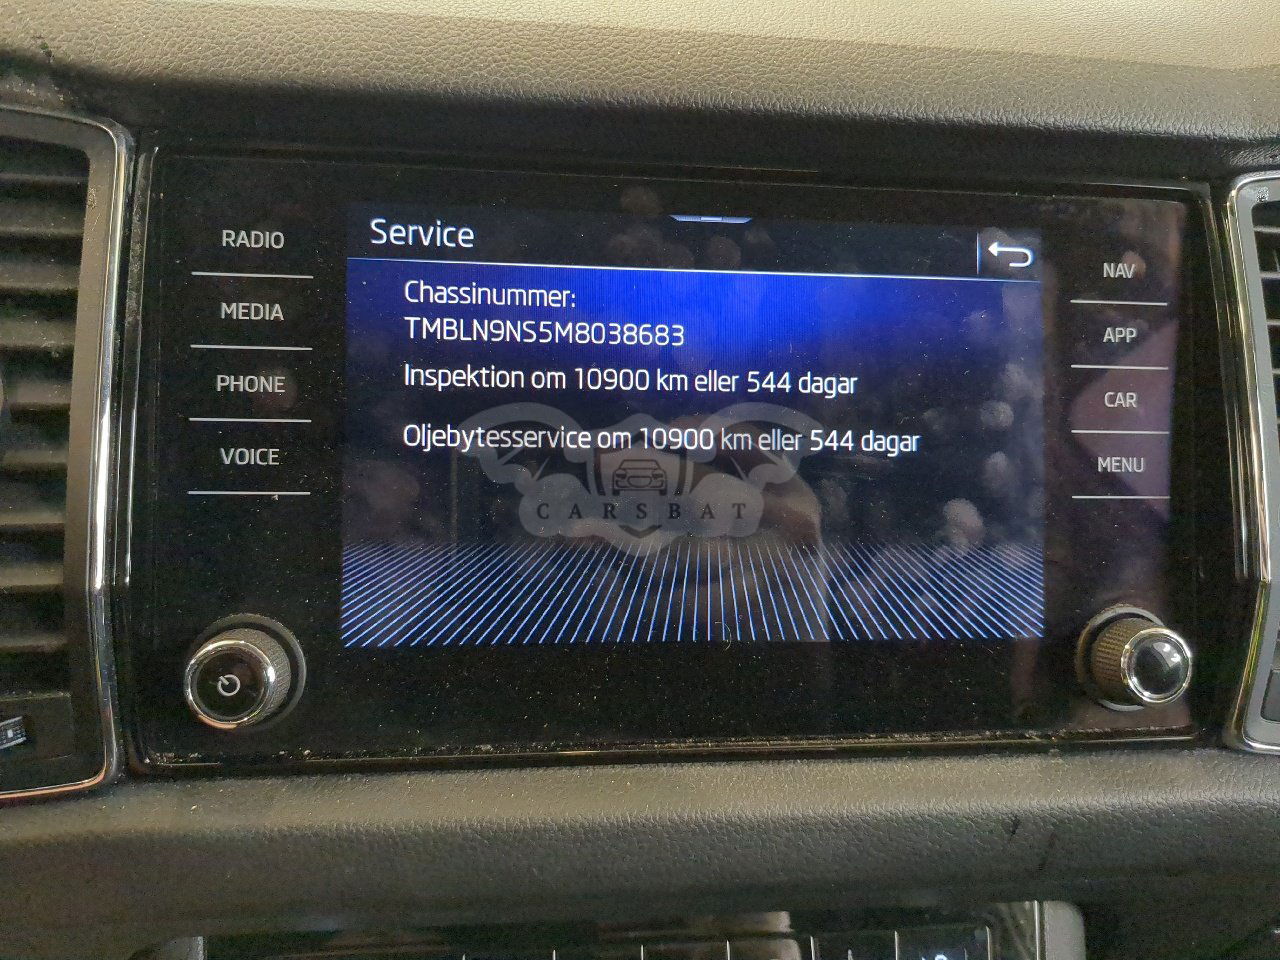 Service
RADIO
MEDIA
PHONE
VOICE
Chassinummer:
TMBLN9NS5M8038683
Inspektion om 10900 km eller 544 dagar
Oljebytesservice om 10900 km eller 544 dagar
CARSBAT
NAV
APP
CAR
MENU